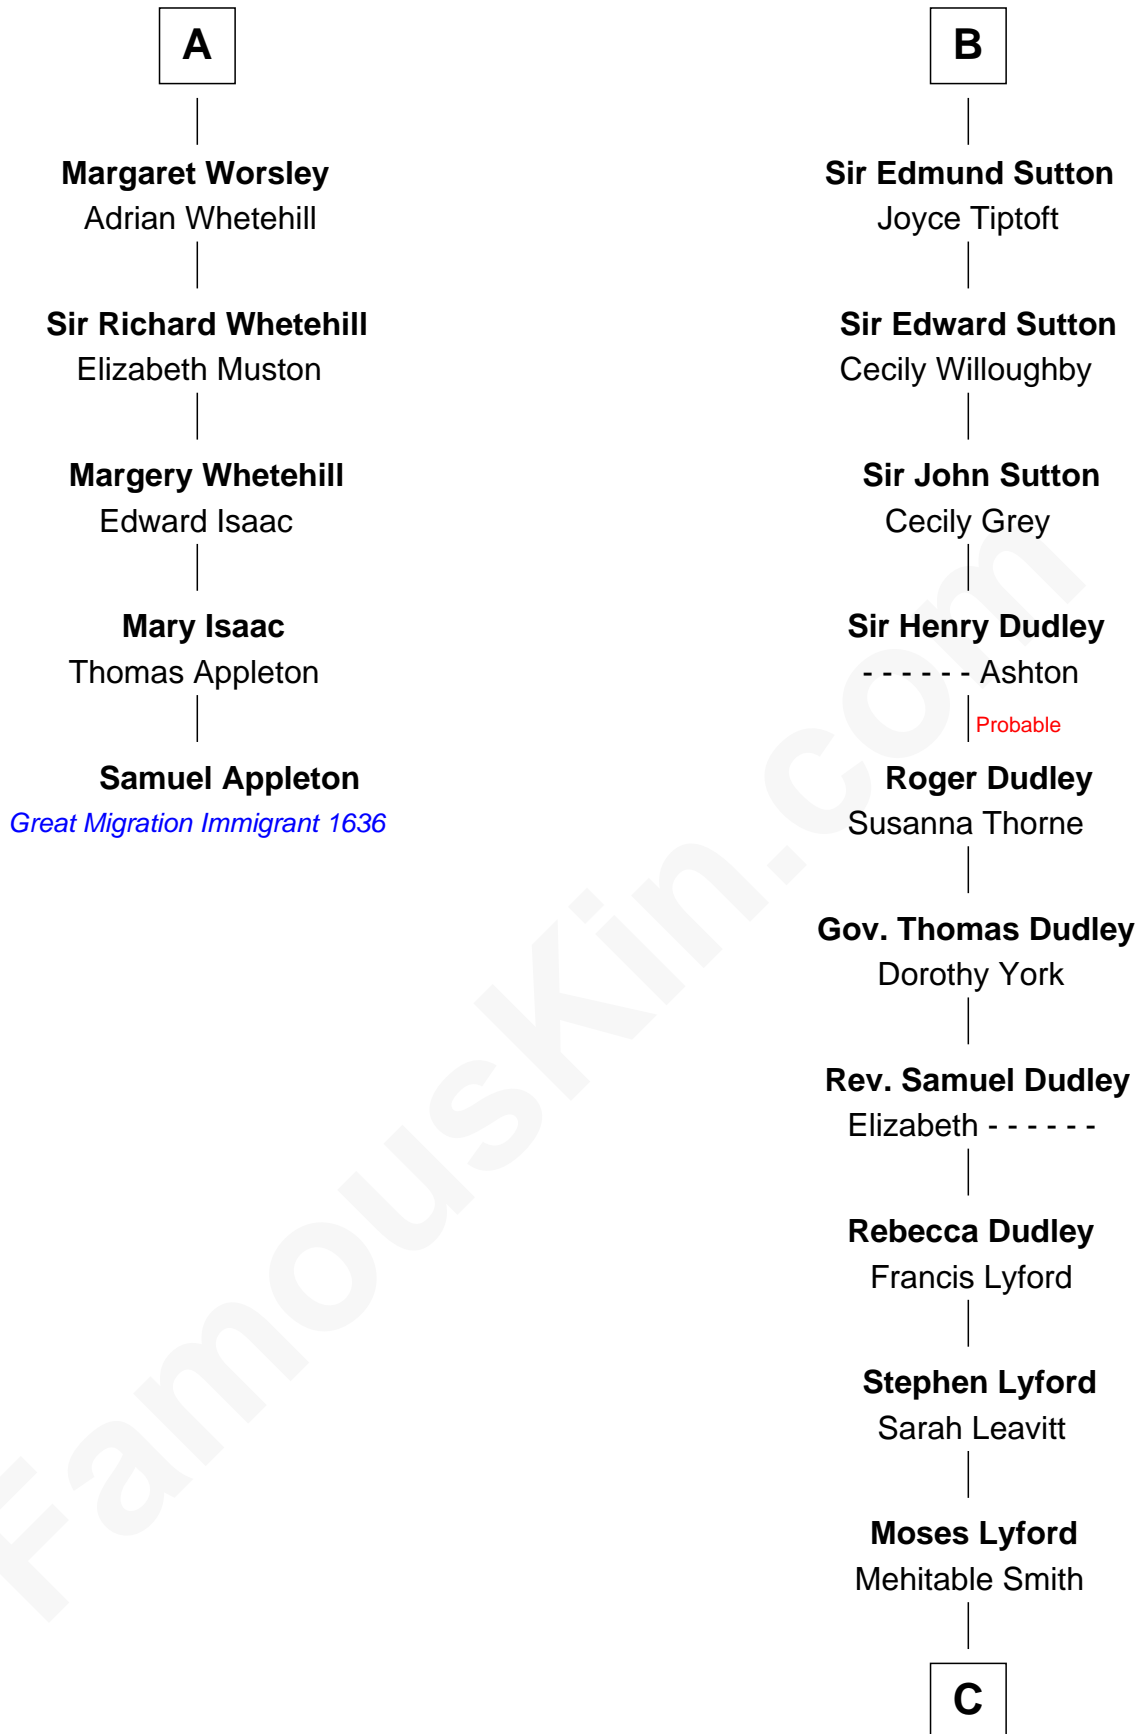 A
Margaret Worsley
Adrian Whetehill
Sir Richard Whetehill
Elizabeth Muston
Margery Whetehill
Edward Isaac
Mary Isaac
Thomas Appleton
Samuel Appleton
Great Migration Immigrant 1636
B
Sir Edmund Sutton
Joyce Tiptoft
Sir Edward Sutton
Cecily Willoughby
Sir John Sutton
Cecily Grey
Sir Henry Dudley
- - - - - - Ashton
Probable
Roger Dudley
Susanna Thorne
Gov. Thomas Dudley
Dorothy York
Rev. Samuel Dudley
Elizabeth - - - - - -
Rebecca Dudley
Francis Lyford
Stephen Lyford
Sarah Leavitt
Moses Lyford
Mehitable Smith
C
FamousKin.com